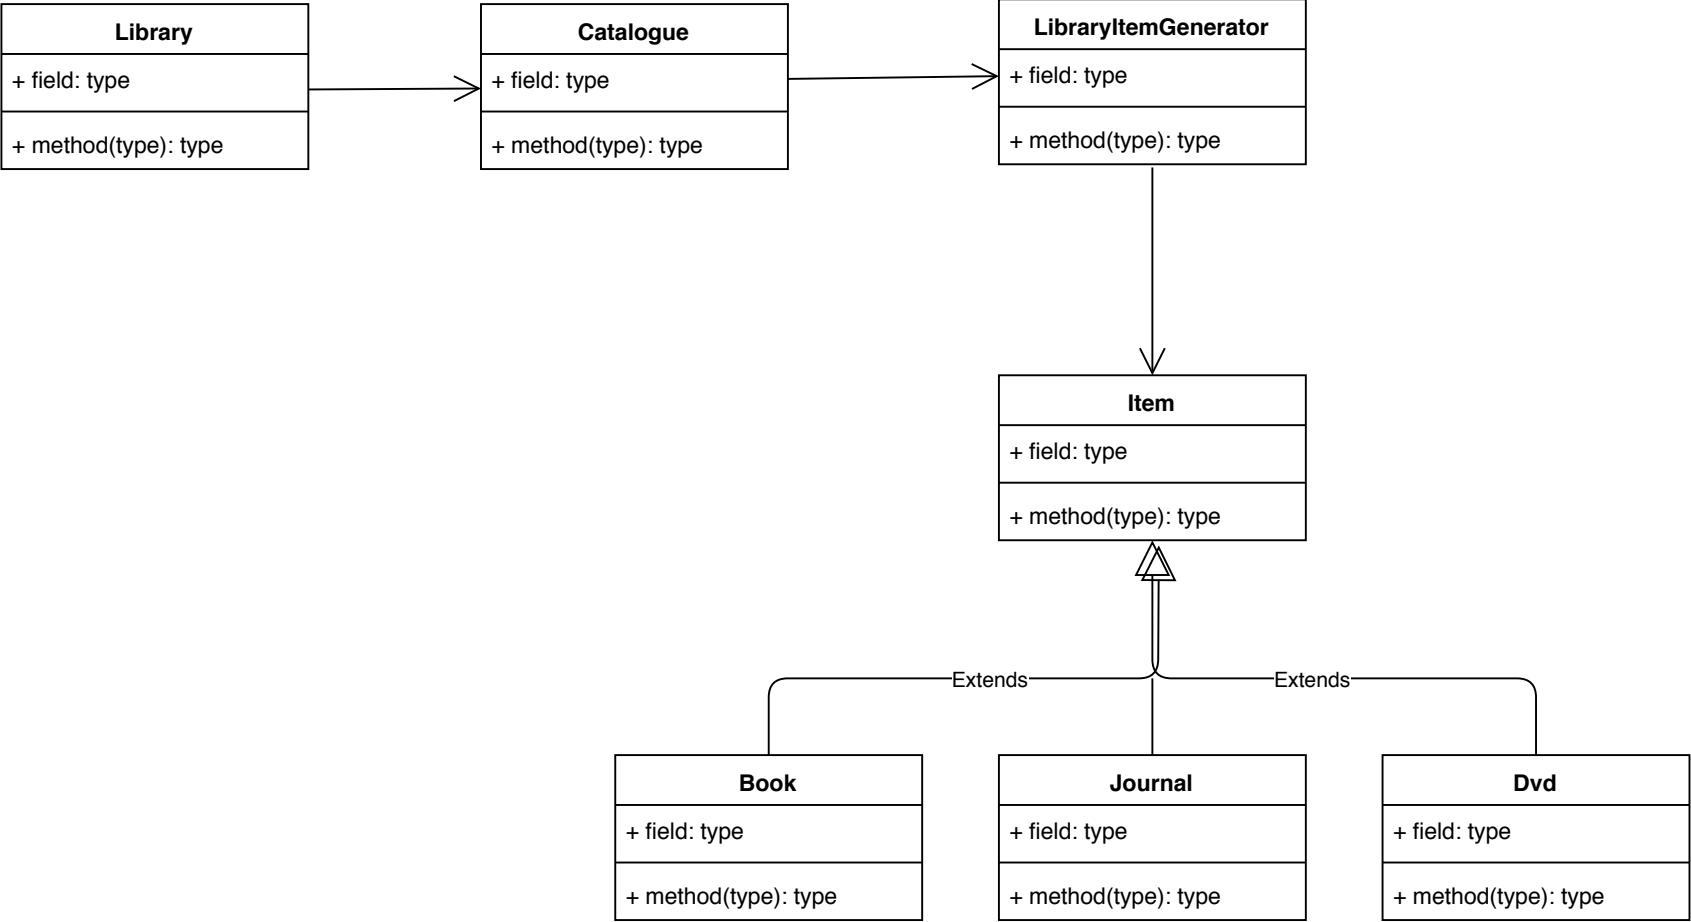 Library
+ field: type
+ method(type): type
Catalogue
+ field: type
+ method(type): type
LibraryItemGenerator
+ field: type
+ method(type): type
Item
+ field: type
+ method(type): type
Extends
Extends
Book
+ field: type
+ method(type): type
Journal
+ field: type
+ method(type): type
Dvd
+ field: type
+ method(type): type